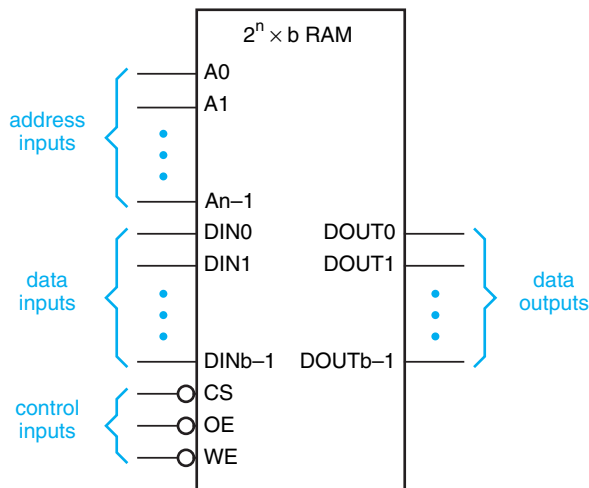 2ⁿ × b RAM
A0
A1
address
inputs
An–1
DIN0
DOUT0
DIN1
DOUT1
data
inputs
data
outputs
DINb–1
DOUTb–1
CS
control
inputs
OE
WE